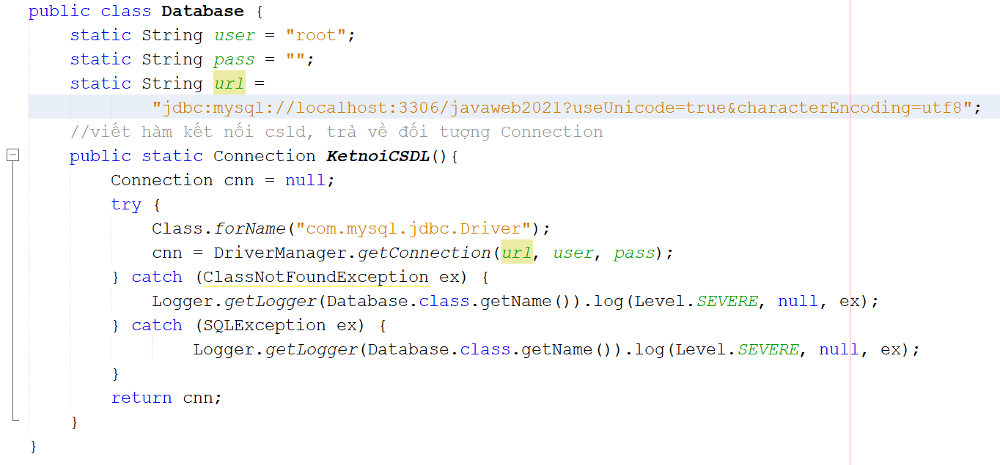 public class Database {
static String user = "root";
static String pass = "";
static String url =
"jdbc:mysql://localhost:3306/javaweb2021?useUnicode=true&characterEncoding=utf8";
//viết hàm kết nối csld, trả về đối tượng Connection
public static Connection KetnoiCSDL(){
Connection cnn = null;
try {
Class.forName("com.mysql.jdbc.Driver");
cnn = DriverManager.getConnection(url, user, pass);
} catch (ClassNotFoundException ex) {
Logger.getLogger(Database.class.getName()).log(Level.SEVERE, null, ex);
} catch (SQLException ex) {
Logger.getLogger(Database.class.getName()).log(Level.SEVERE, null, ex);
}
return cnn;
}
}